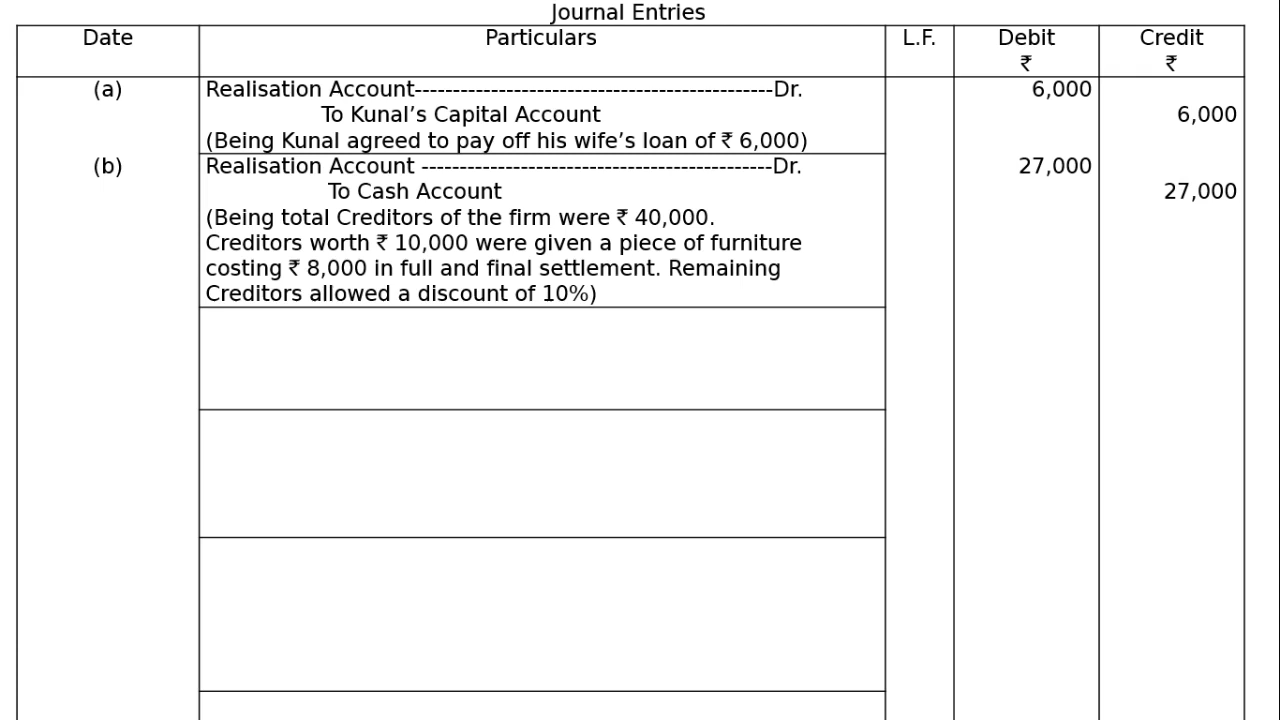 Journal Entries
Date Particulars L.F. Debit Credit
₹ ₹
(a) Realisation Account-----------------------------------------------Dr. 6,000
To Kunal’s Capital Account 6,000
(Being Kunal agreed to pay off his wife’s loan of ₹ 6,000)
(b) Realisation Account ----------------------------------------------Dr. 27,000
To Cash Account 27,000
(Being total Creditors of the firm were ₹ 40,000.
Creditors worth ₹ 10,000 were given a piece of furniture
costing ₹ 8,000 in full and final settlement. Remaining
Creditors allowed a discount of 10%)